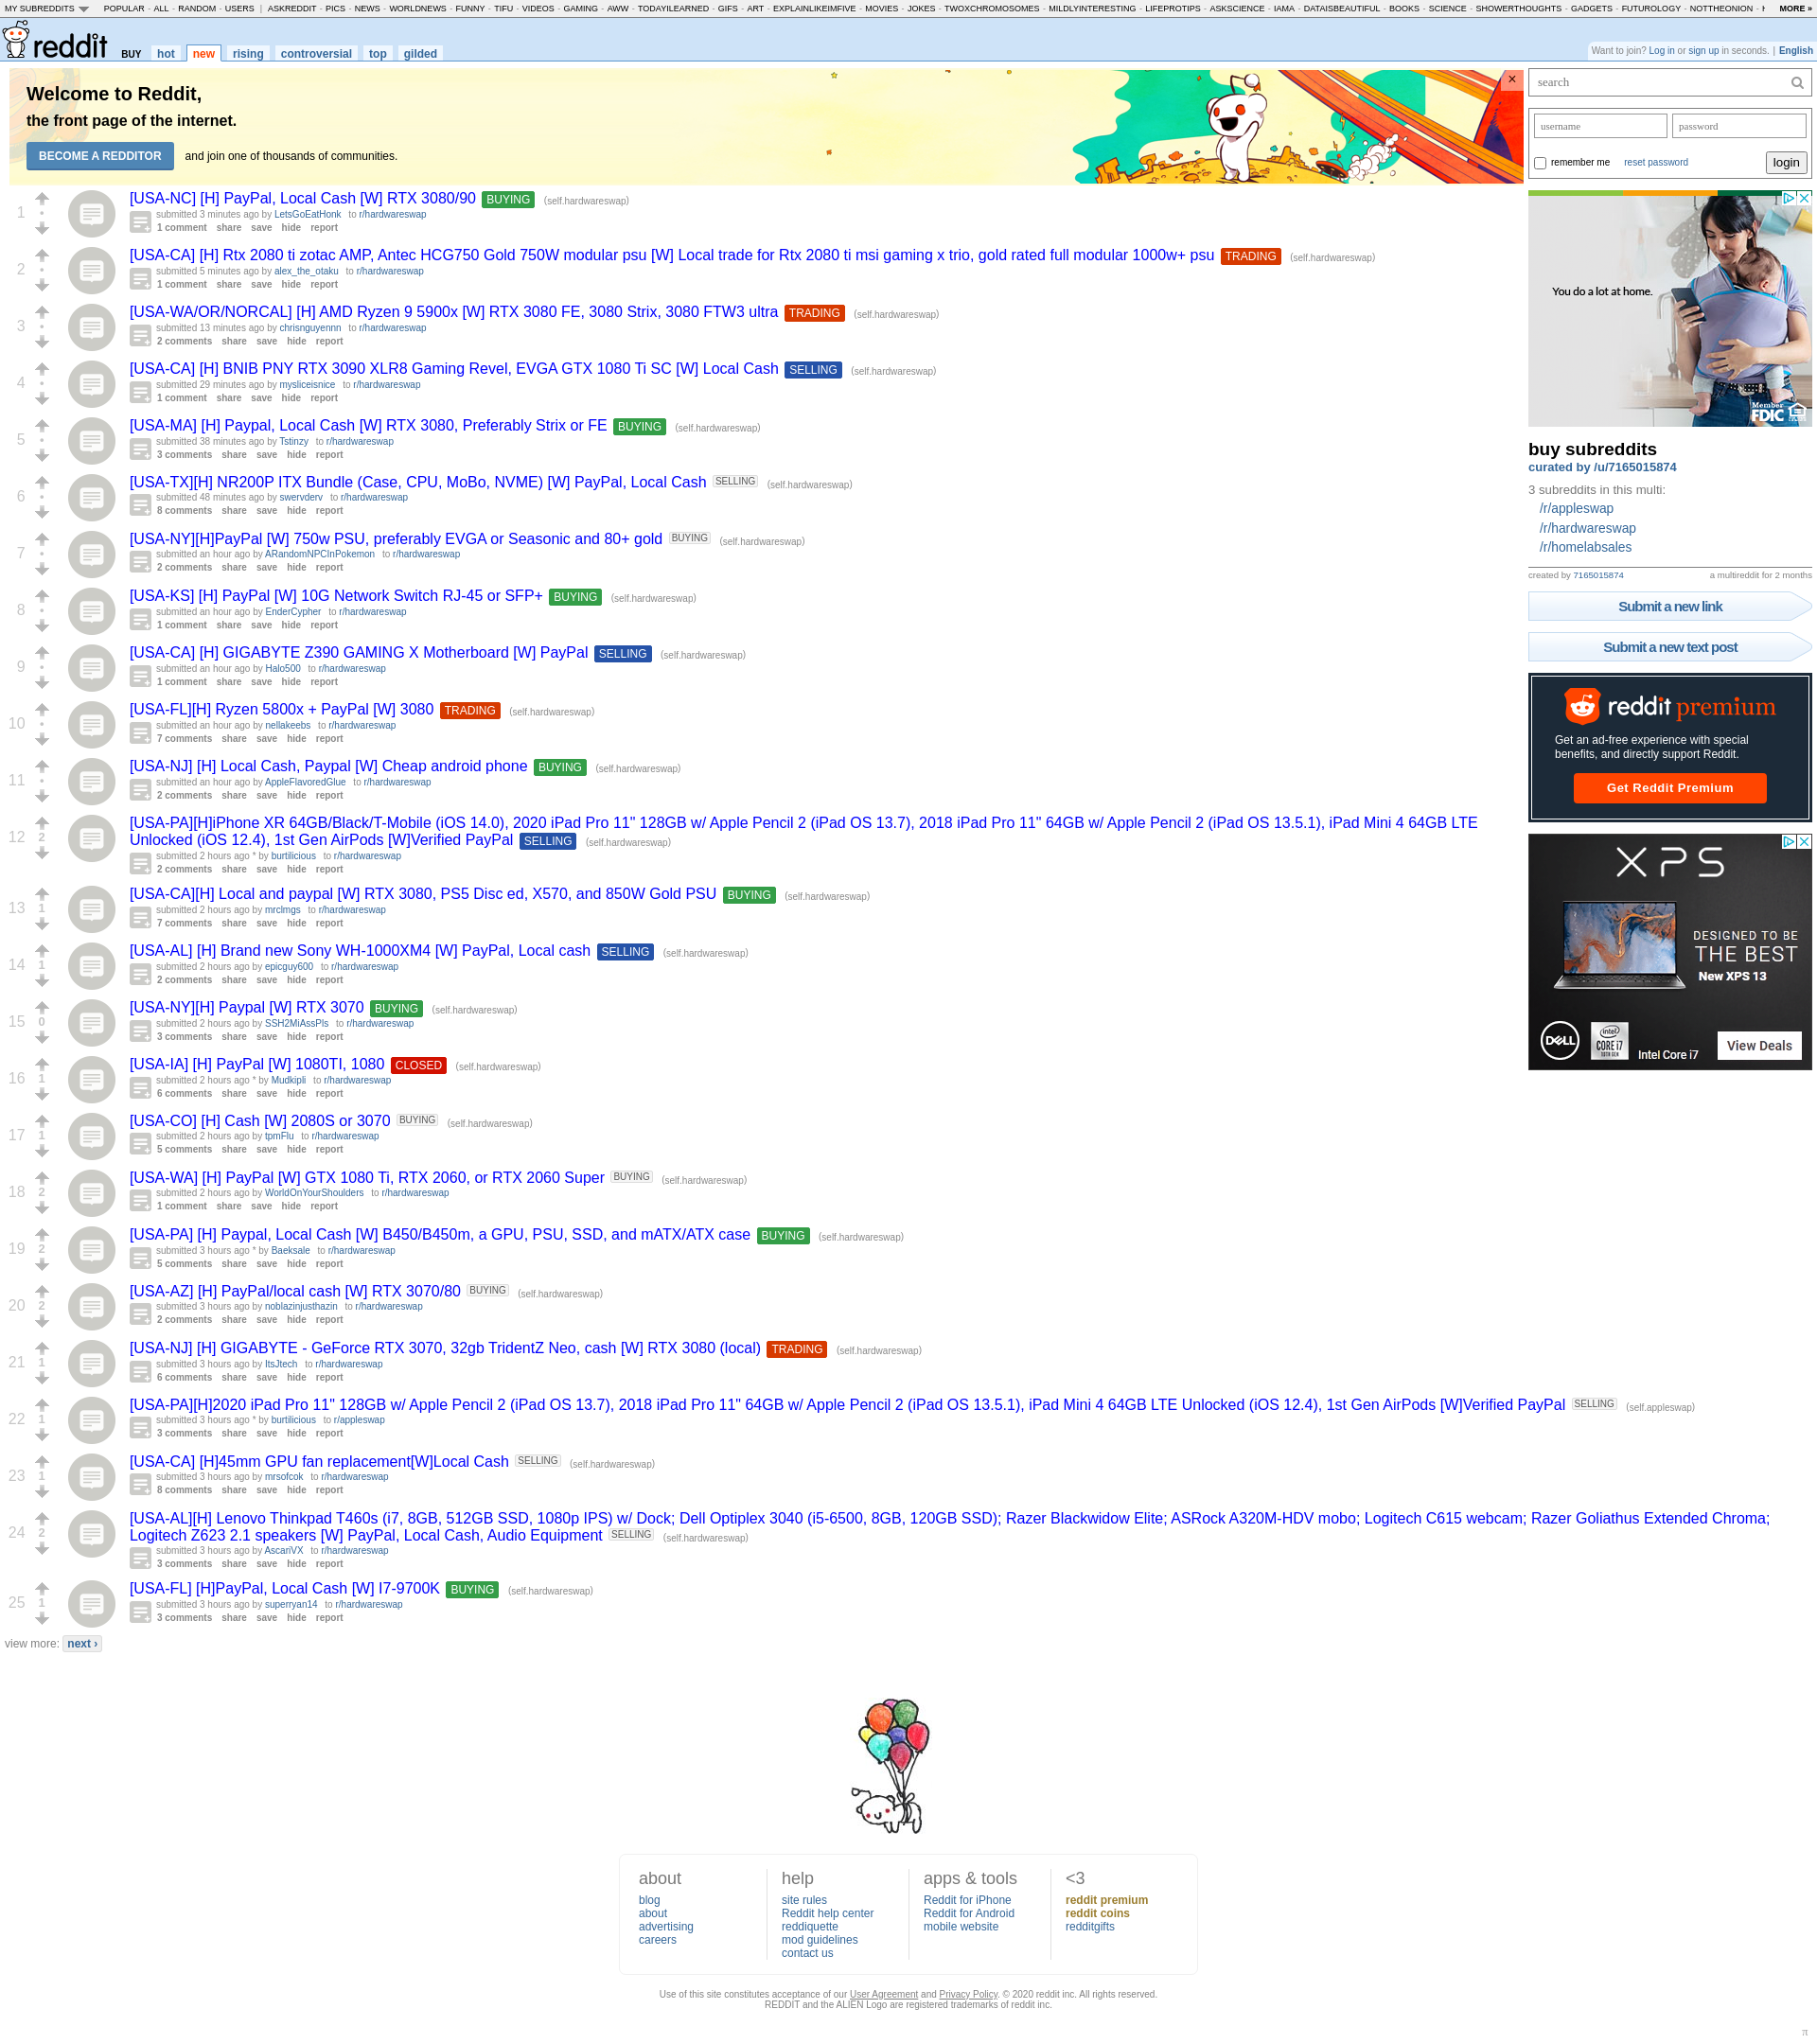 MY SUBREDDITS POPULAR - ALL - RANDOM - USERS | ASKREDDIT - PICS - NEWS - WORLDNEWS - FUNNY - TIFU - VIDEOS - GAMING - AWW - TODAYILEARNED - GIFS - ART - EXPLAINLIKEIMFIVE - MOVIES - JOKES - TWOXCHROMOSOMES - MILDLYINTERESTING - LIFEPROTIPS - ASKSCIENCE - IAMA - DATAISBEAUTIFUL - BOOKS - SCIENCE - SHOWERTHOUGHTS - GADGETS - FUTUROLOGY - NOTTHEONION - MORE »
reddit BUY hot new rising controversial top gilded
Want to join? Log in or sign up in seconds. | English
Welcome to Reddit,
the front page of the internet.
BECOME A REDDITOR and join one of thousands of communities.
×
1
[USA-NC] [H] PayPal, Local Cash [W] RTX 3080/90 BUYING (self.hardwareswap)
submitted 3 minutes ago by LetsGoEatHonk to r/hardwareswap
1 comment share save hide report
2
[USA-CA] [H] Rtx 2080 ti zotac AMP, Antec HCG750 Gold 750W modular psu [W] Local trade for Rtx 2080 ti msi gaming x trio, gold rated full modular 1000w+ psu TRADING (self.hardwareswap)
submitted 5 minutes ago by alex_the_otaku to r/hardwareswap
1 comment share save hide report
3
[USA-WA/OR/NORCAL] [H] AMD Ryzen 9 5900x [W] RTX 3080 FE, 3080 Strix, 3080 FTW3 ultra TRADING (self.hardwareswap)
submitted 13 minutes ago by chrisnguyennn to r/hardwareswap
2 comments share save hide report
4
[USA-CA] [H] BNIB PNY RTX 3090 XLR8 Gaming Revel, EVGA GTX 1080 Ti SC [W] Local Cash SELLING (self.hardwareswap)
submitted 29 minutes ago by mysliceisnice to r/hardwareswap
1 comment share save hide report
5
[USA-MA] [H] Paypal, Local Cash [W] RTX 3080, Preferably Strix or FE BUYING (self.hardwareswap)
submitted 38 minutes ago by Tstinzy to r/hardwareswap
3 comments share save hide report
6
[USA-TX][H] NR200P ITX Bundle (Case, CPU, MoBo, NVME) [W] PayPal, Local Cash SELLING (self.hardwareswap)
submitted 48 minutes ago by swervderv to r/hardwareswap
8 comments share save hide report
7
[USA-NY][H]PayPal [W] 750w PSU, preferably EVGA or Seasonic and 80+ gold BUYING (self.hardwareswap)
submitted an hour ago by ARandomNPCInPokemon to r/hardwareswap
2 comments share save hide report
8
[USA-KS] [H] PayPal [W] 10G Network Switch RJ-45 or SFP+ BUYING (self.hardwareswap)
submitted an hour ago by EnderCypher to r/hardwareswap
1 comment share save hide report
9
[USA-CA] [H] GIGABYTE Z390 GAMING X Motherboard [W] PayPal SELLING (self.hardwareswap)
submitted an hour ago by Halo500 to r/hardwareswap
1 comment share save hide report
10
[USA-FL][H] Ryzen 5800x + PayPal [W] 3080 TRADING (self.hardwareswap)
submitted an hour ago by nellakeebs to r/hardwareswap
7 comments share save hide report
11
[USA-NJ] [H] Local Cash, Paypal [W] Cheap android phone BUYING (self.hardwareswap)
submitted an hour ago by AppleFlavoredGlue to r/hardwareswap
2 comments share save hide report
12 2
[USA-PA][H]iPhone XR 64GB/Black/T-Mobile (iOS 14.0), 2020 iPad Pro 11" 128GB w/ Apple Pencil 2 (iPad OS 13.7), 2018 iPad Pro 11" 64GB w/ Apple Pencil 2 (iPad OS 13.5.1), iPad Mini 4 64GB LTE
Unlocked (iOS 12.4), 1st Gen AirPods [W]Verified PayPal SELLING (self.hardwareswap)
submitted 2 hours ago * by burtilicious to r/hardwareswap
2 comments share save hide report
13 1
[USA-CA][H] Local and paypal [W] RTX 3080, PS5 Disc ed, X570, and 850W Gold PSU BUYING (self.hardwareswap)
submitted 2 hours ago by mrclmgs to r/hardwareswap
7 comments share save hide report
14 1
[USA-AL] [H] Brand new Sony WH-1000XM4 [W] PayPal, Local cash SELLING (self.hardwareswap)
submitted 2 hours ago by epicguy600 to r/hardwareswap
2 comments share save hide report
15 0
[USA-NY][H] Paypal [W] RTX 3070 BUYING (self.hardwareswap)
submitted 2 hours ago by SSH2MiAssPls to r/hardwareswap
3 comments share save hide report
16 1
[USA-IA] [H] PayPal [W] 1080TI, 1080 CLOSED (self.hardwareswap)
submitted 2 hours ago * by Mudkipli to r/hardwareswap
6 comments share save hide report
17 1
[USA-CO] [H] Cash [W] 2080S or 3070 BUYING (self.hardwareswap)
submitted 2 hours ago by tpmFlu to r/hardwareswap
5 comments share save hide report
18 2
[USA-WA] [H] PayPal [W] GTX 1080 Ti, RTX 2060, or RTX 2060 Super BUYING (self.hardwareswap)
submitted 2 hours ago by WorldOnYourShoulders to r/hardwareswap
1 comment share save hide report
19 2
[USA-PA] [H] Paypal, Local Cash [W] B450/B450m, a GPU, PSU, SSD, and mATX/ATX case BUYING (self.hardwareswap)
submitted 3 hours ago * by Baeksale to r/hardwareswap
5 comments share save hide report
20 2
[USA-AZ] [H] PayPal/local cash [W] RTX 3070/80 BUYING (self.hardwareswap)
submitted 3 hours ago by noblazinjusthazin to r/hardwareswap
2 comments share save hide report
21 1
[USA-NJ] [H] GIGABYTE - GeForce RTX 3070, 32gb TridentZ Neo, cash [W] RTX 3080 (local) TRADING (self.hardwareswap)
submitted 3 hours ago by ItsJtech to r/hardwareswap
6 comments share save hide report
22 1
[USA-PA][H]2020 iPad Pro 11" 128GB w/ Apple Pencil 2 (iPad OS 13.7), 2018 iPad Pro 11" 64GB w/ Apple Pencil 2 (iPad OS 13.5.1), iPad Mini 4 64GB LTE Unlocked (iOS 12.4), 1st Gen AirPods [W]Verified PayPal SELLING (self.appleswap)
submitted 3 hours ago * by burtilicious to r/appleswap
3 comments share save hide report
23 1
[USA-CA] [H]45mm GPU fan replacement[W]Local Cash SELLING (self.hardwareswap)
submitted 3 hours ago by mrsofcok to r/hardwareswap
8 comments share save hide report
24 2
[USA-AL][H] Lenovo Thinkpad T460s (i7, 8GB, 512GB SSD, 1080p IPS) w/ Dock; Dell Optiplex 3040 (i5-6500, 8GB, 120GB SSD); Razer Blackwidow Elite; ASRock A320M-HDV mobo; Logitech C615 webcam; Razer Goliathus Extended Chroma;
Logitech Z623 2.1 speakers [W] PayPal, Local Cash, Audio Equipment SELLING (self.hardwareswap)
submitted 3 hours ago by AscariVX to r/hardwareswap
3 comments share save hide report
25 1
[USA-FL] [H]PayPal, Local Cash [W] I7-9700K BUYING (self.hardwareswap)
submitted 3 hours ago by superryan14 to r/hardwareswap
3 comments share save hide report
view more: next ›
search
username password
remember me reset password login
You do a lot at home.
Member
FDIC
buy subreddits
curated by /u/7165015874
3 subreddits in this multi:
/r/appleswap
/r/hardwareswap
/r/homelabsales
created by 7165015874 a multireddit for 2 months
Submit a new link
Submit a new text post
reddit premium
Get an ad-free experience with special
benefits, and directly support Reddit.
Get Reddit Premium
XPS
DESIGNED TO BE
THE BEST
New XPS 13
DELL
intel
CORE i7
Intel Core i7
View Deals
about
blog
about
advertising
careers
help
site rules
Reddit help center
reddiquette
mod guidelines
contact us
apps & tools
Reddit for iPhone
Reddit for Android
mobile website
<3
reddit premium
reddit coins
redditgifts
Use of this site constitutes acceptance of our User Agreement and Privacy Policy. © 2020 reddit inc. All rights reserved.
REDDIT and the ALIEN Logo are registered trademarks of reddit inc.
π